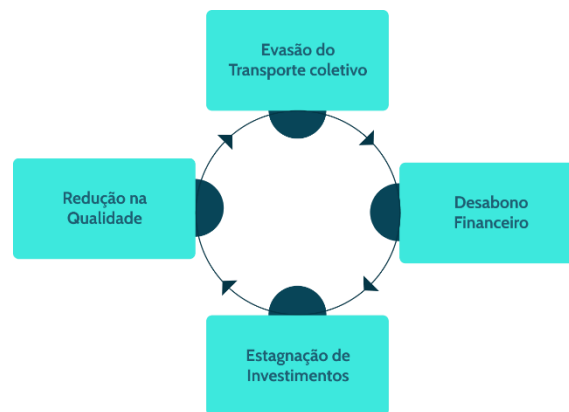 Evasão do
Transporte coletivo
Redução na
Qualidade
Desabono
Financeiro
Estagnação de
Investimentos